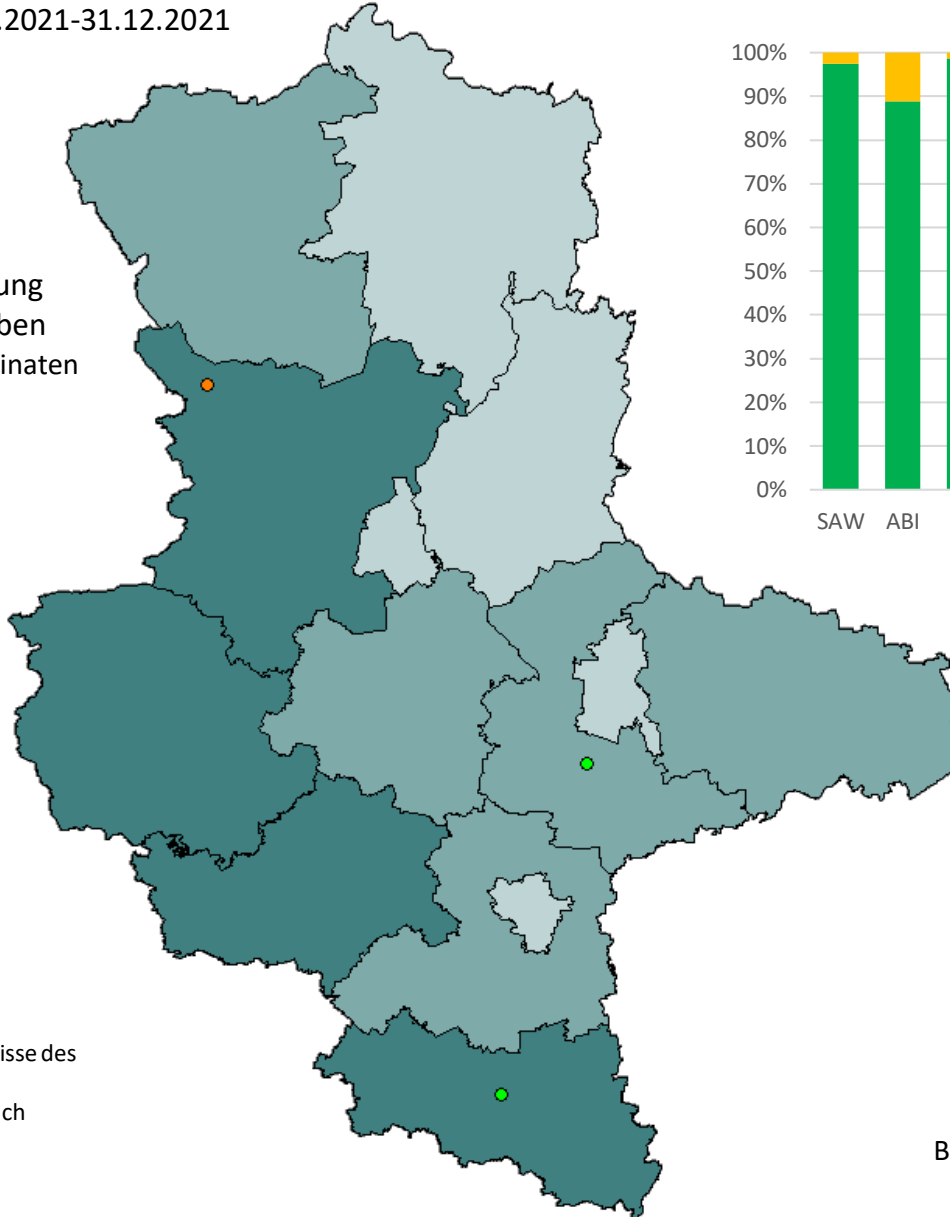 .2021-31.12.2021
100%
90%
80%
70%
60%
50%
40%
30%
20%
10%
0%
SAW ABI
ung
ben
inaten
isse des
ch
B